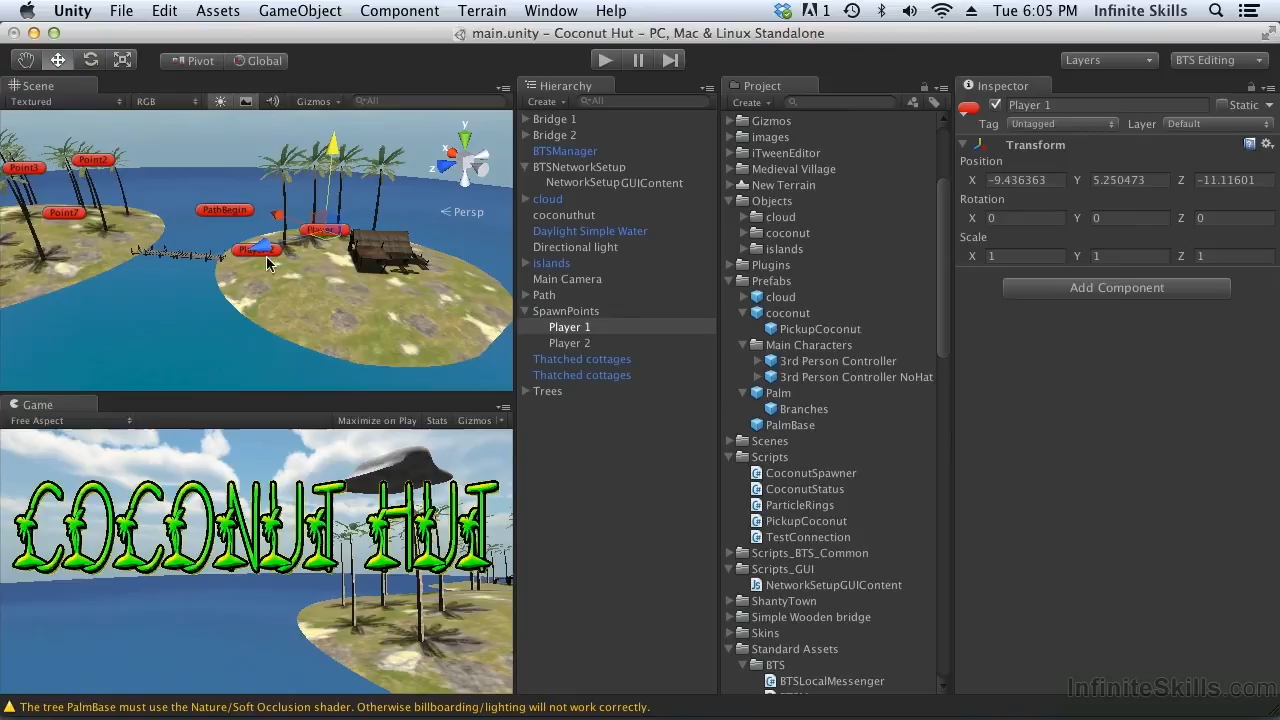 Unity File Edit Assets GameObject Component Terrain Window Help 1 Tue 6:05 PM Infinite Skills
main.unity - Coconut Hut - PC, Mac & Linux Standalone
Pivot Global Layers BTS Editing
Scene
Textured RGB Gizmos All
y
x
z
Persp
Point3
Point2
Point7
PathBegin
Game
Free Aspect Maximize on Play Stats Gizmos
COCONUT HUT
Hierarchy
Create All
Bridge 1
Bridge 2
BTSManager
BTSNetworkSetup
NetworkSetupGUIContent
cloud
coconuthut
Daylight Simple Water
Directional light
islands
Main Camera
Path
SpawnPoints
Player 1
Player 2
Thatched cottages
Thatched cottages
Trees
Project
Create
Gizmos
images
iTweenEditor
Medieval Village
New Terrain
Objects
cloud
coconut
islands
Plugins
Prefabs
cloud
coconut
PickupCoconut
Main Characters
3rd Person Controller
3rd Person Controller NoHat
Palm
Branches
PalmBase
Scenes
Scripts
CoconutSpawner
CoconutStatus
ParticleRings
PickupCoconut
TestConnection
Scripts_BTS_Common
Scripts_GUI
NetworkSetupGUIContent
ShantyTown
Simple Wooden bridge
Skins
Standard Assets
BTS
BTSLocalMessenger
Inspector
Player 1 Static
Tag Untagged Layer Default
Transform
Position
X -9.436363 Y 5.250473 Z -11.11601
Rotation
X 0 Y 0 Z 0
Scale
X 1 Y 1 Z 1
Add Component
InfiniteSkills.com
The tree PalmBase must use the Nature/Soft Occlusion shader. Otherwise billboarding/lighting will not work correctly.